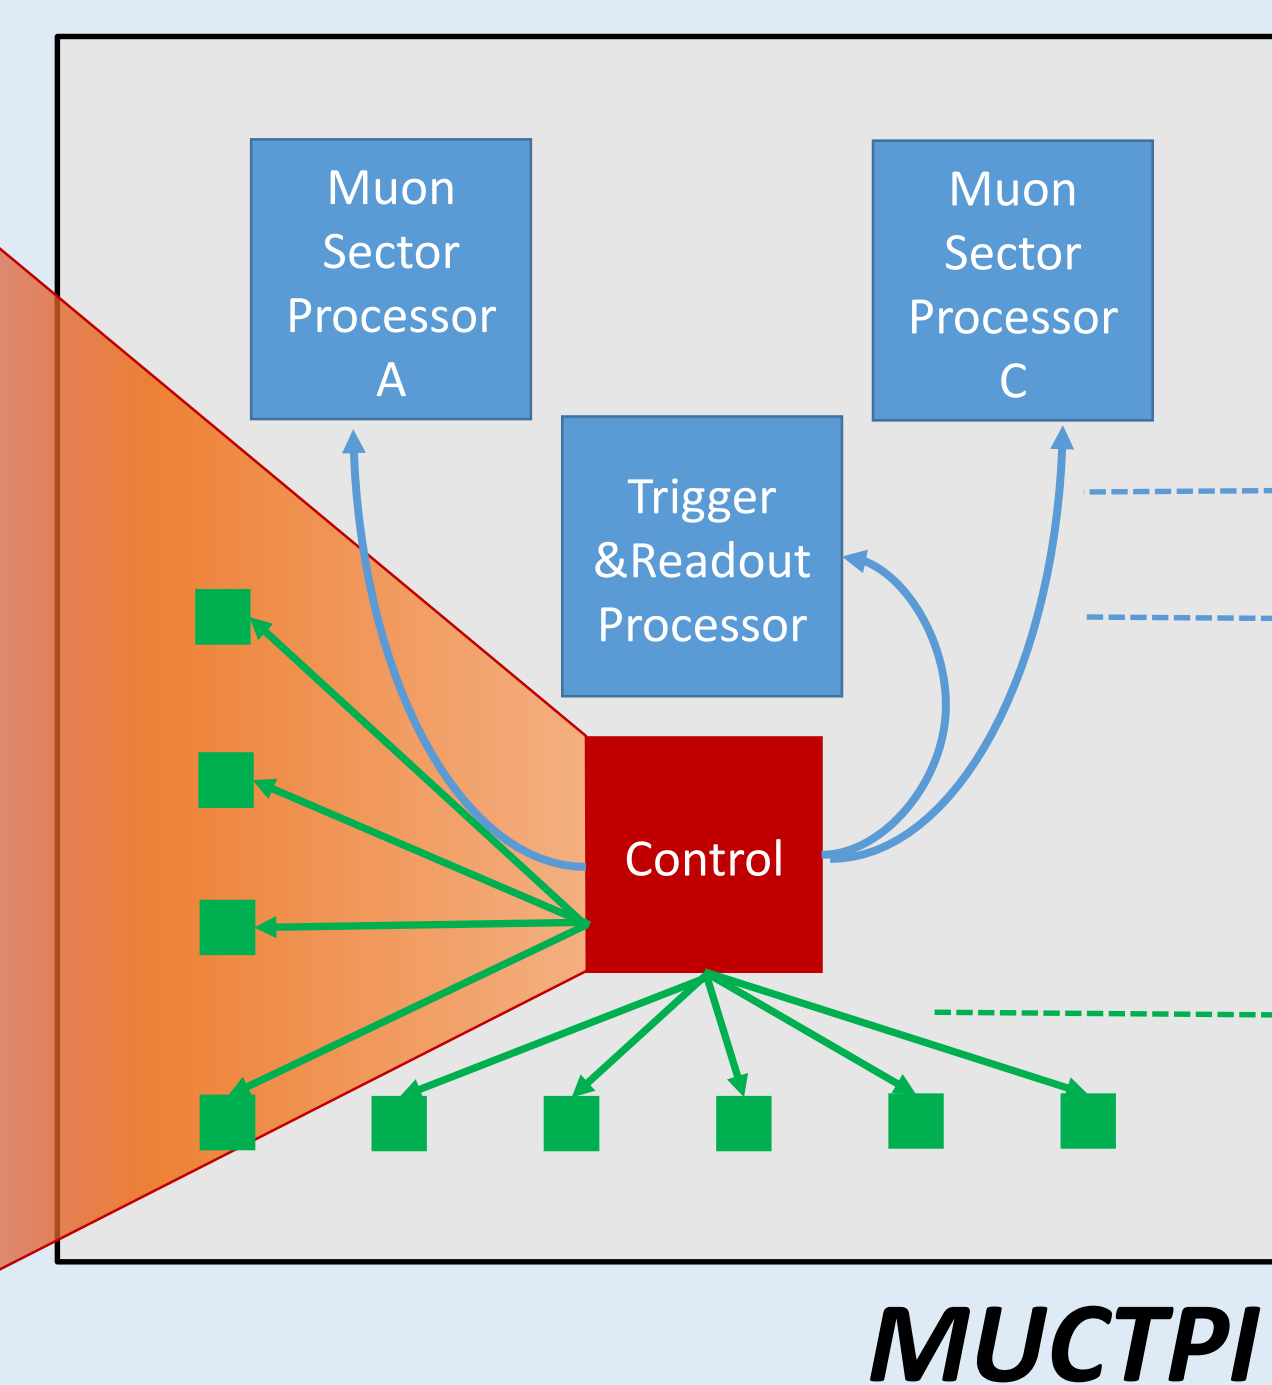 Muon
Sector
Processor
A
Muon
Sector
Processor
C
Trigger
&Readout
Processor
Control
MUCTPI